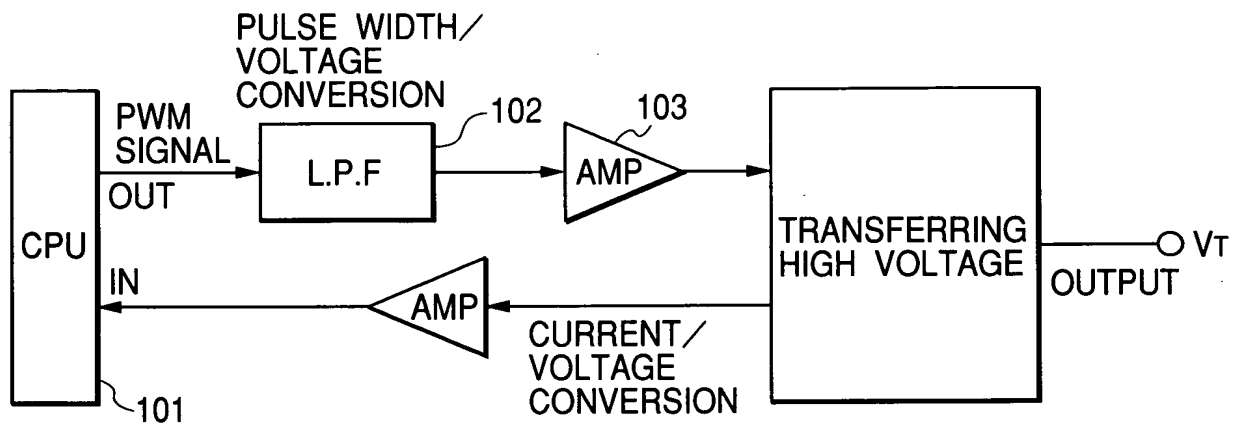 PULSE WIDTH/
VOLTAGE
CONVERSION
102
103
PWM
SIGNAL
OUT
L.P.F
AMP
CPU
IN
AMP
TRANSFERRING
HIGH VOLTAGE
VT
OUTPUT
CURRENT/
VOLTAGE
CONVERSION
101